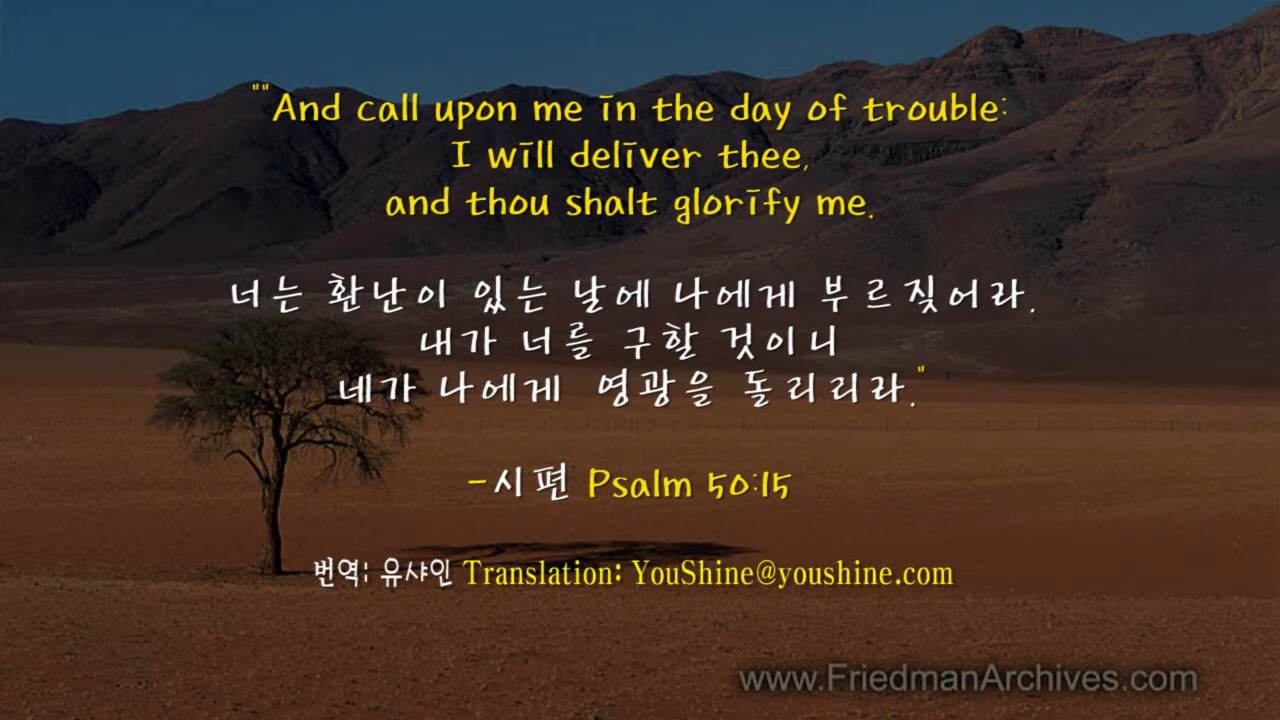 ""And call upon me in the day of trouble:
I will deliver thee,
and thou shalt glorify me.
너는 환난이 있는 날에 나에게 부르짖어라.
내가 너를 구할 것이니
네가 나에게 영광을 돌리리라."
-시편 Psalm 50:15
번역: 유샤인 Translation: YouShine@youshine.com
www.FriedmanArchives.com